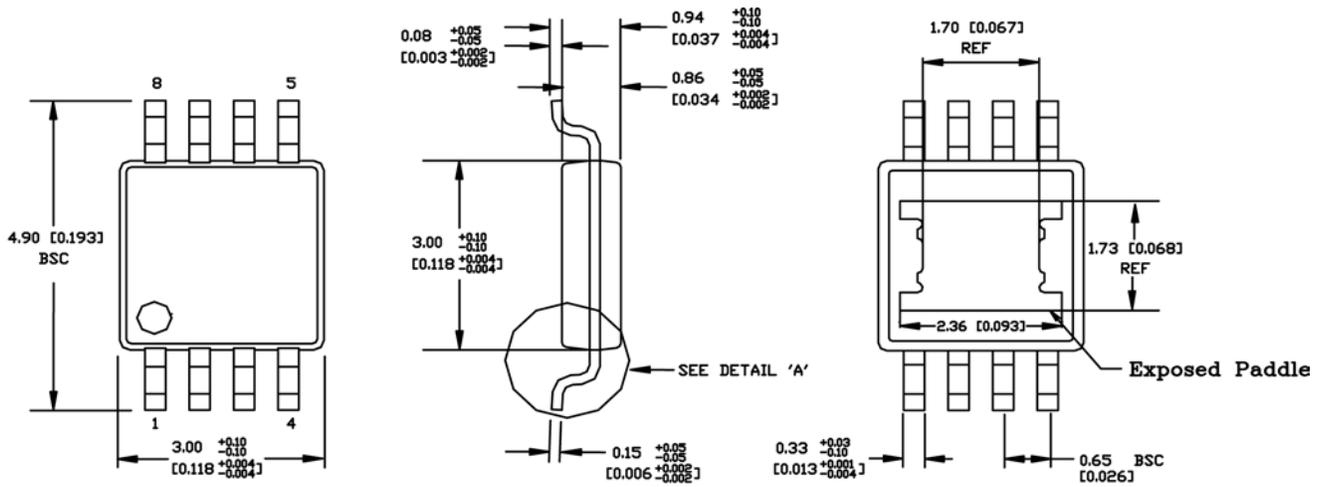 8
5
4.90 [0.193]
BSC
1
4
3.00 +0.10 -0.10
[0.118 +0.004 -0.004]
0.08 +0.05 -0.05
[0.003 +0.002 -0.002]
0.94 +0.10 -0.10
[0.037 +0.004 -0.004]
0.86 +0.05 -0.05
[0.034 +0.002 -0.002]
3.00 +0.10 -0.10
[0.118 +0.004 -0.004]
SEE DETAIL 'A'
0.15 +0.05 -0.05
[0.006 +0.002 -0.002]
1.70 [0.067]
REF
1.73 [0.068]
REF
2.36 [0.093]
Exposed Paddle
0.33 +0.03 -0.10
[0.013 +0.001 -0.004]
0.65 BSC
[0.026]